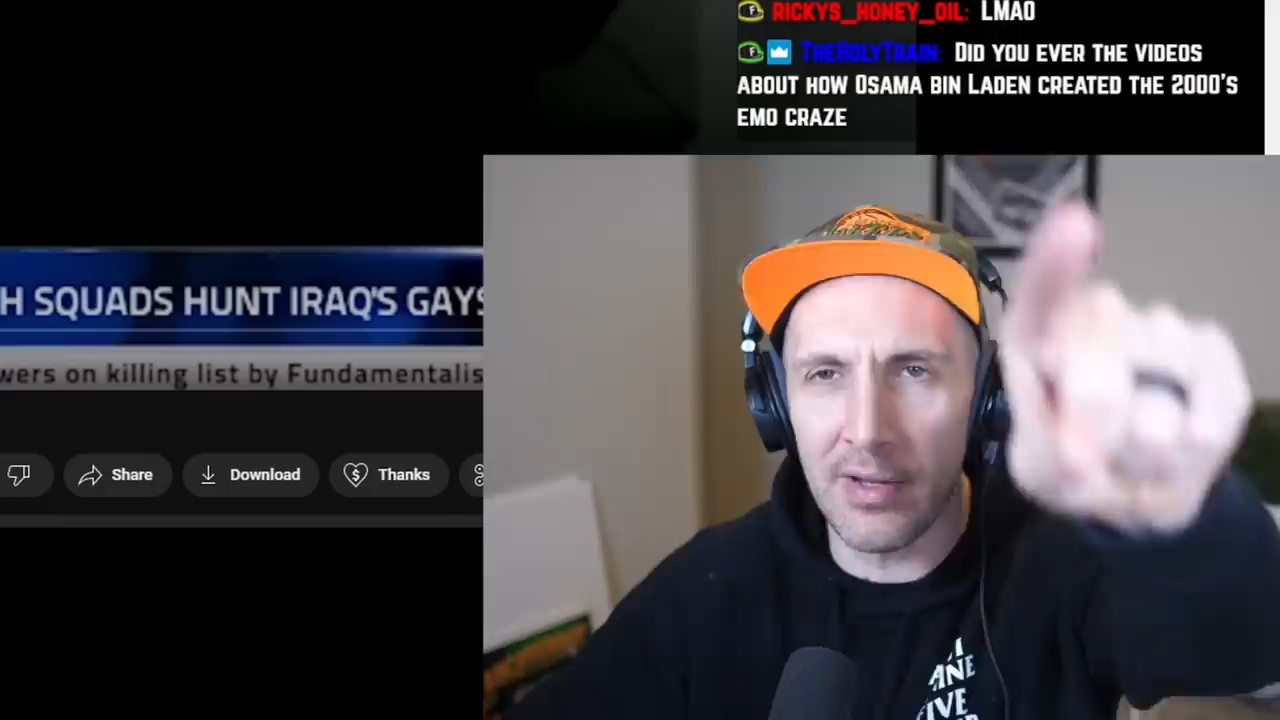 RICKYS_HONEY_OIL: LMAO
THEHOLYTRAIN: DID YOU EVER THE VIDEOS
ABOUT HOW OSAMA BIN LADEN CREATED THE 2000'S
EMO CRAZE
H SQUADS HUNT IRAQ'S GAYS
wers on killing list by Fundamentalis
Share
Download
Thanks